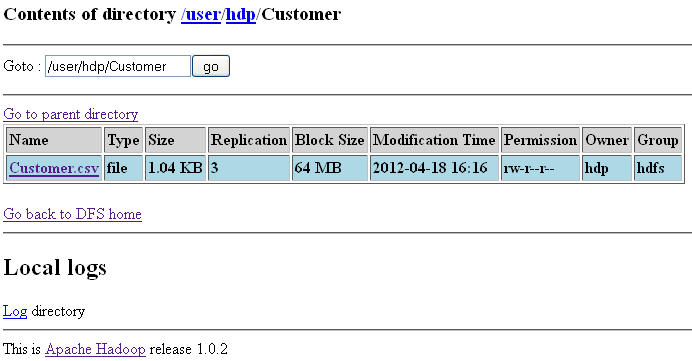 Contents of directory /user/hdp/Customer
Goto : /user/hdp/Customer go
Go to parent directory
Name Type Size Replication Block Size Modification Time Permission Owner Group
Customer.csv file 1.04 KB 3 64 MB 2012-04-18 16:16 rw-r--r-- hdp hdfs
Go back to DFS home
Local logs
Log directory
This is Apache Hadoop release 1.0.2